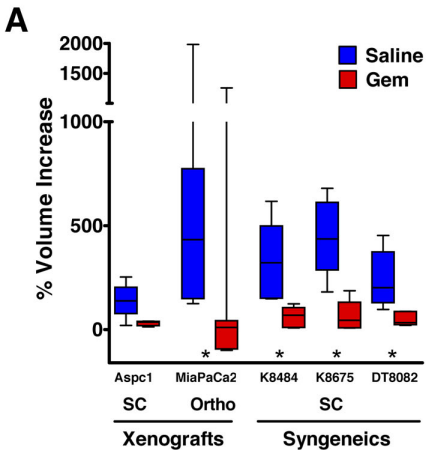 A
2000
1500
1000
500
0
% Volume Increase
Saline
Gem
* * * *
Aspc1 MiaPaCa2 K8484 K8675 DT8082
SC Ortho SC
Xenografts Syngeneics